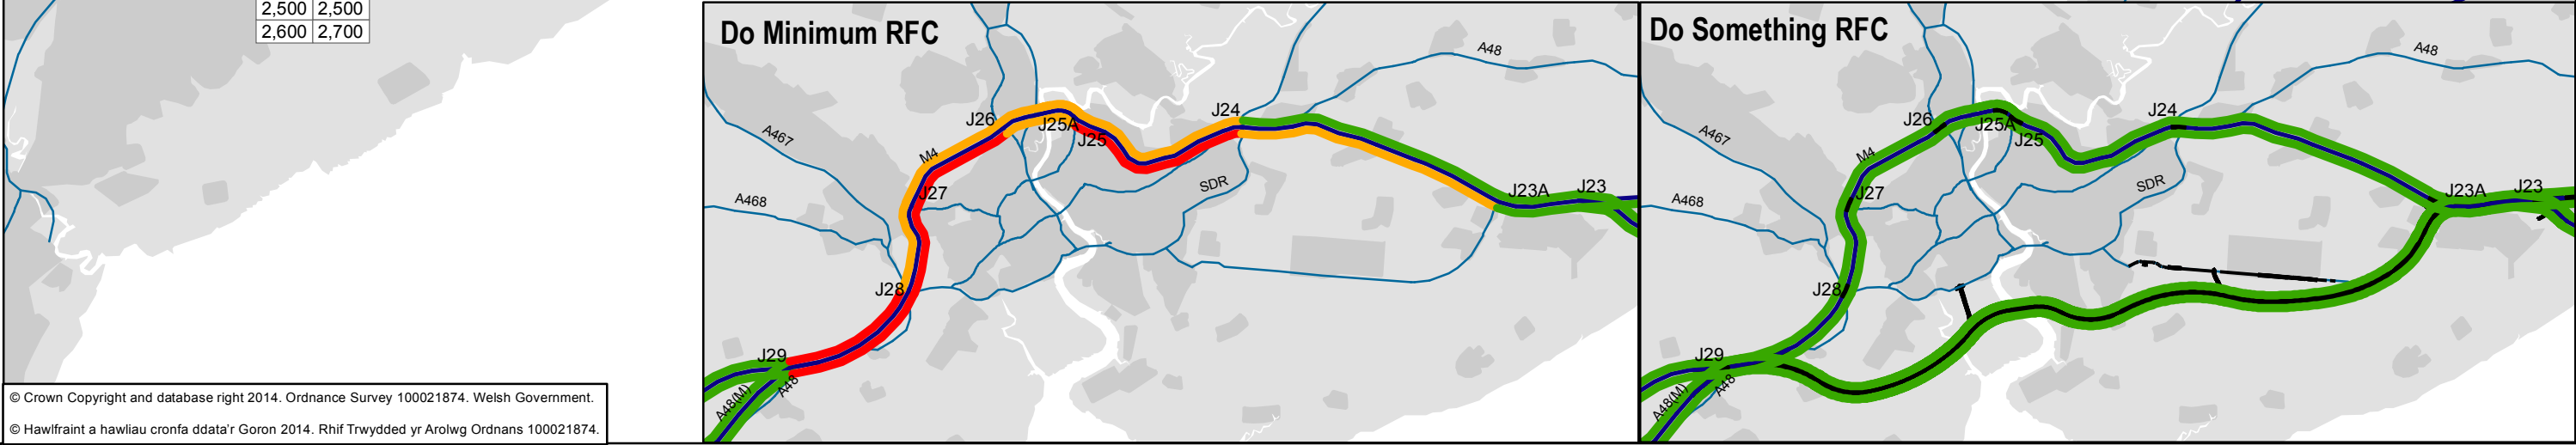 2,500 2,500
2,600 2,700
© Crown Copyright and database right 2014. Ordnance Survey 100021874. Welsh Government.
© Hawlfraint a hawliau cronfa ddata'r Goron 2014. Rhif Trwydded yr Arolwg Ordnans 100021874.
Do Minimum RFC
A48
J24
J26
J25A
A467
J25
M4
SDR
J23A
J23
J27
A468
J28
J29
A48(M)
A48
Do Something RFC
A48
J24
J26
J25A
A467
J25
M4
SDR
J23A
J23
J27
A468
J28
J29
A48(M)
A48